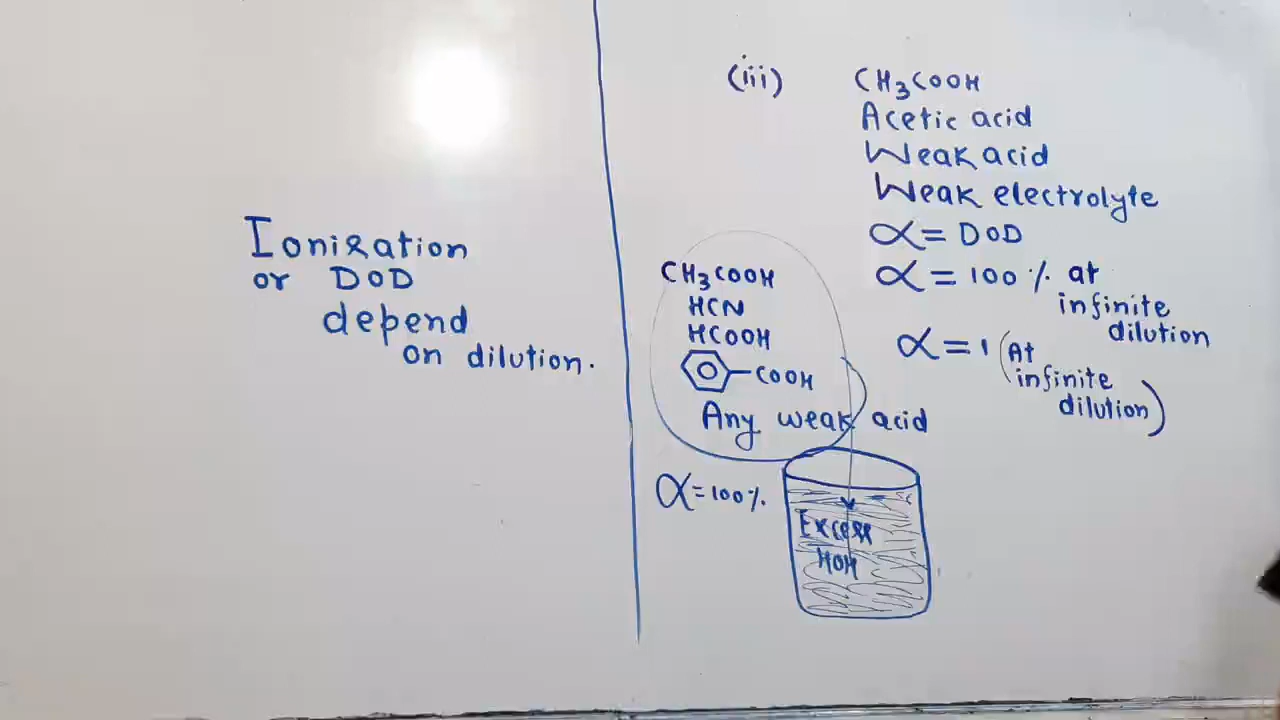 Ionization
or DOD
depend
on dilution.
(iii) CH3COOH
Acetic acid
Weak acid
Weak electrolyte
α = DOD
α = 100 % at
infinite
dilution
α = 1 (At
infinite
dilution)
CH3COOH
HCN
HCOOH
-COOH
Any weak acid
α = 100%.
Excess
HOH